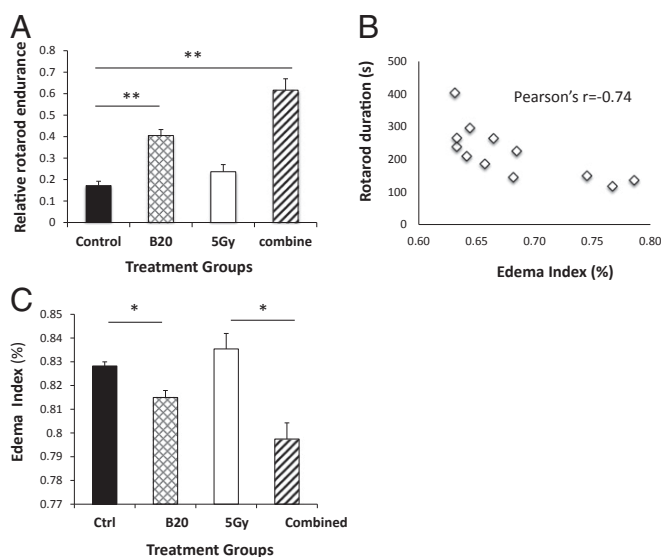 A
Relative rotarod endurance
0.8
0.7
0.6
0.5
0.4
0.3
0.2
0.1
0
**
**
Control B20 5Gy combine
Treatment Groups
B
Rotarod duration (s)
500
400
300
200
100
0
Pearson's r=-0.74
0.60 0.65 0.70 0.75 0.80
Edema Index (%)
C
Edema Index (%)
0.85
0.84
0.83
0.82
0.81
0.8
0.79
0.78
0.77
* *
Ctrl B20 5Gy Combined
Treatment Groups